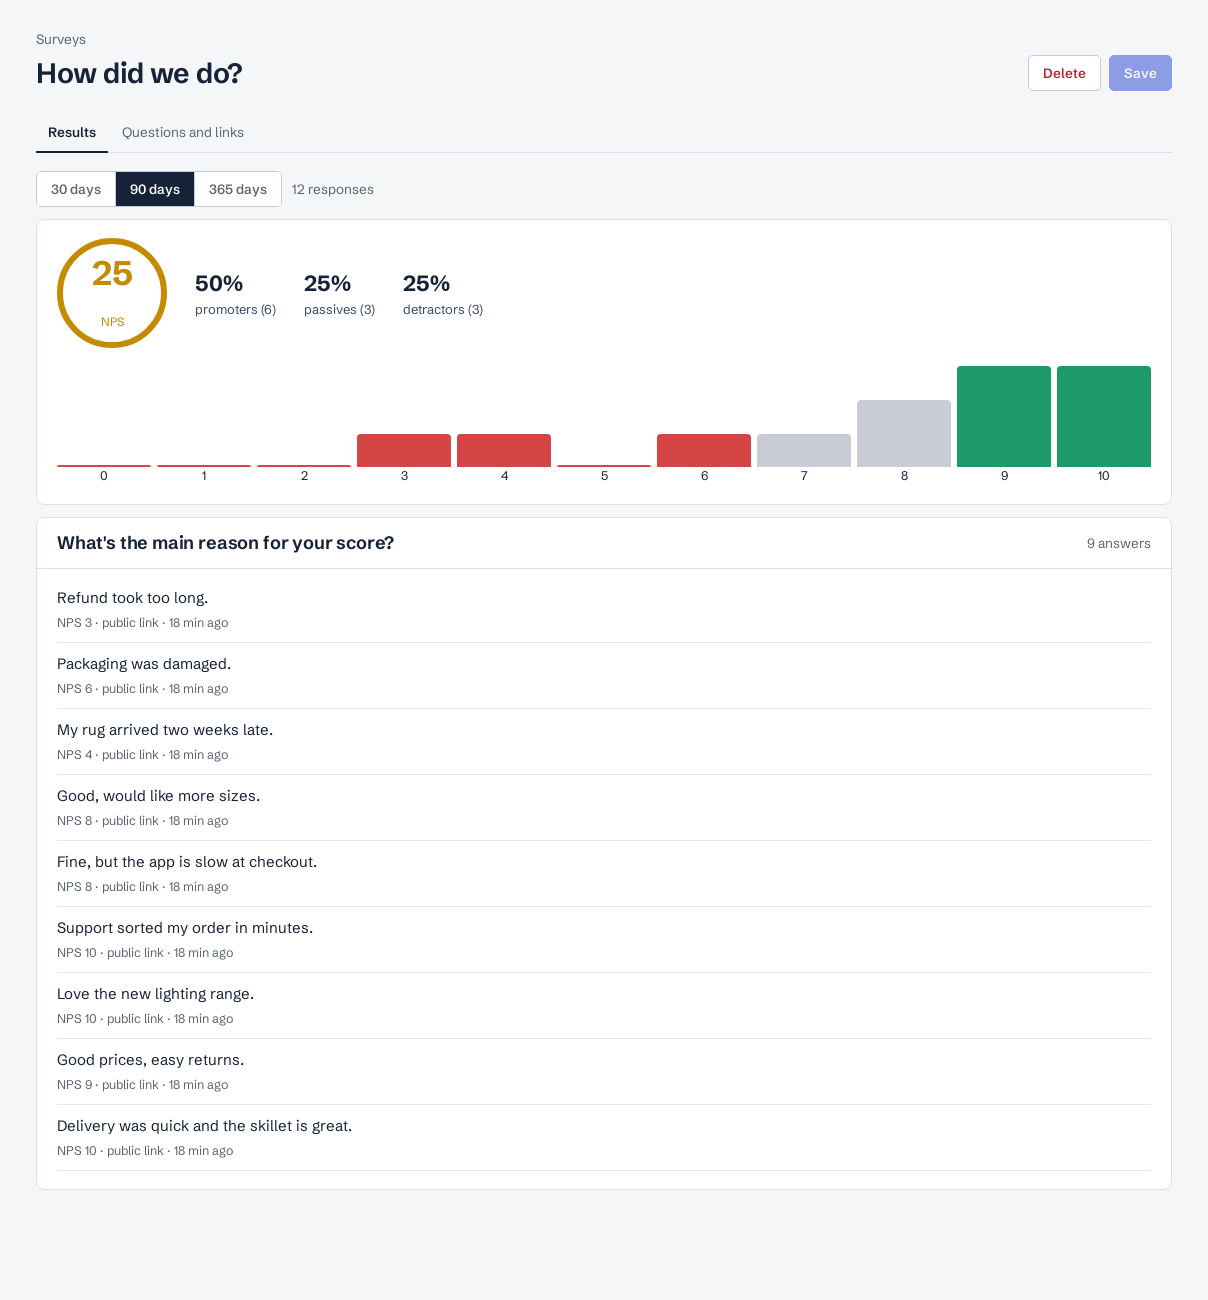 Surveys
How did we do?
Delete
Save
Results
Questions and links
30 days
90 days
365 days
12 responses
25
NPS
50%
promoters (6)
25%
passives (3)
25%
detractors (3)
0
1
2
3
4
5
6
7
8
9
10
What's the main reason for your score?
9 answers
Refund took too long.
NPS 3 · public link · 18 min ago
Packaging was damaged.
NPS 6 · public link · 18 min ago
My rug arrived two weeks late.
NPS 4 · public link · 18 min ago
Good, would like more sizes.
NPS 8 · public link · 18 min ago
Fine, but the app is slow at checkout.
NPS 8 · public link · 18 min ago
Support sorted my order in minutes.
NPS 10 · public link · 18 min ago
Love the new lighting range.
NPS 10 · public link · 18 min ago
Good prices, easy returns.
NPS 9 · public link · 18 min ago
Delivery was quick and the skillet is great.
NPS 10 · public link · 18 min ago